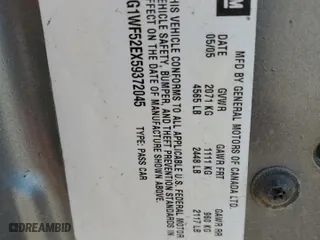 GM
BY GENERAL MOTORS OF CANADA LTD.
DATE GVWR GAWR FRT GAWR RR
05/05 2071 KG 1111 KG 960 KG
4565 LB 2448 LB 2117 LB
THIS VEHICLE CONFORMS TO ALL APPLICABLE U.S. FEDERAL MOTOR
VEHICLE SAFETY, BUMPER, AND THEFT PREVENTION STANDARDS IN
EFFECT ON THE DATE OF MANUFACTURE SHOWN ABOVE.
G1WF52EX59372045 TYPE: PASS CAR
DREAMBID